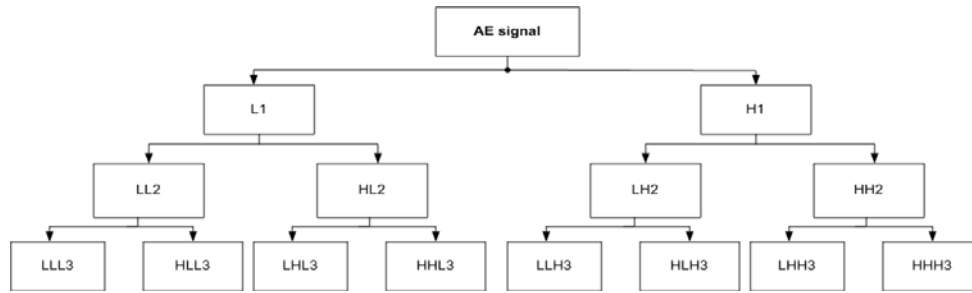 AE signal
L1
H1
LL2
HL2
LH2
HH2
LLL3
HLL3
LHL3
HHL3
LLH3
HLH3
LHH3
HHH3